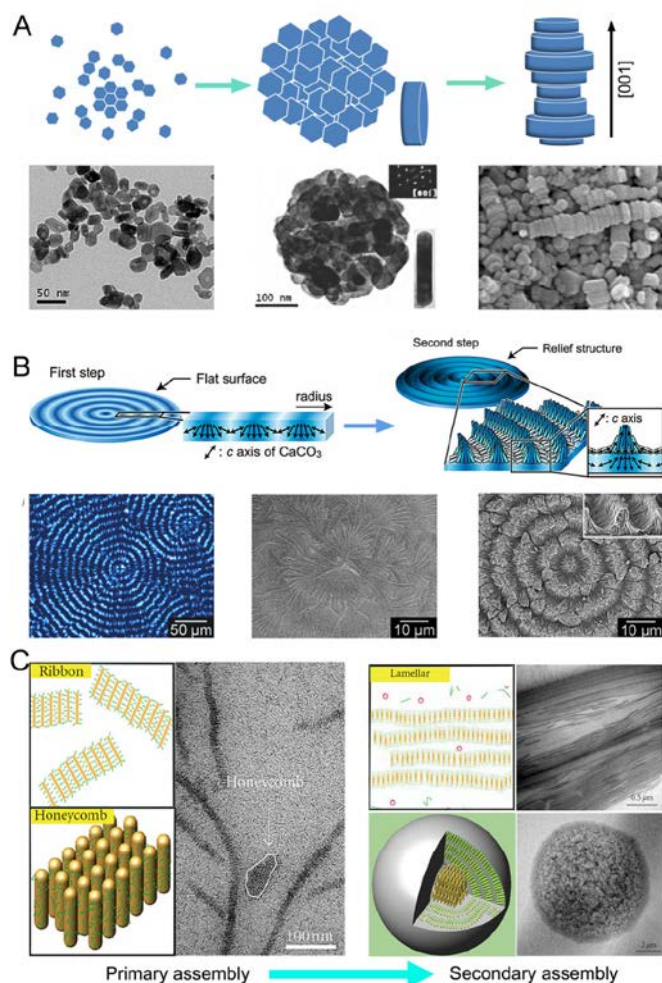 A
[001]
50 nm
[001]
100 nm
B
First step
Flat surface
radius
: c axis of CaCO3
Second step
Relief structure
: c axis
50 µm
10 µm
10 µm
C
Ribbon
Honeycomb
Honeycomb
100 nm
Lamellar
0.5 µm
Primary assembly
Secondary assembly